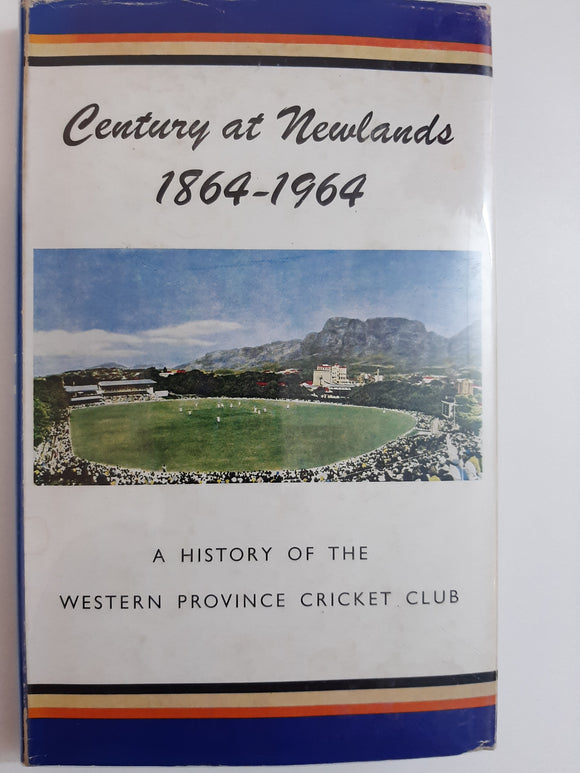 Century at Newlands
1864-1964
A HISTORY OF THE
WESTERN PROVINCE CRICKET CLUB